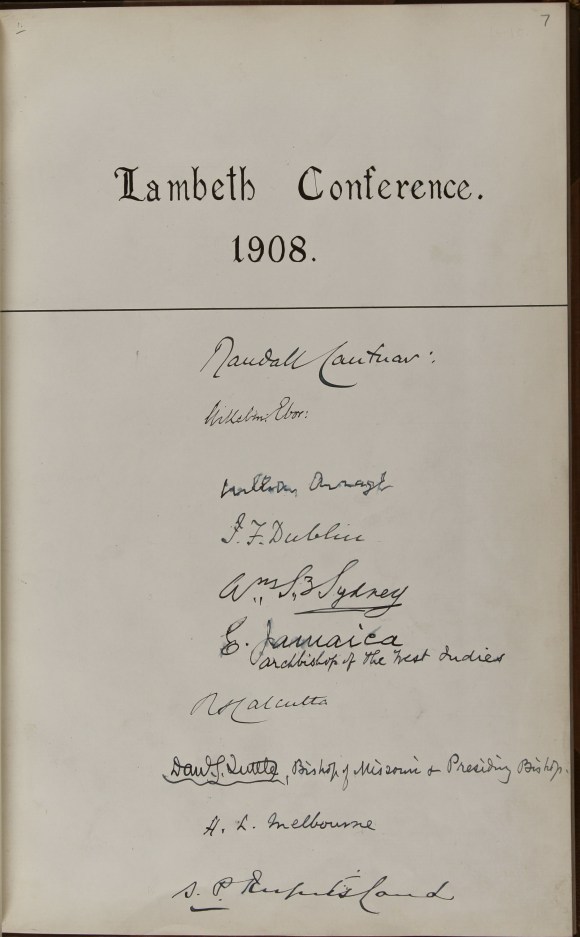 7
Lambeth Conference.
1908.
Randall Cantuar:
Willelm: Ebor:
William Armagh
J. F. Dublin
Wm S. Sydney
E. Jamaica
Archbishop of the West Indies
R S Calcutta
Danl. S. Tuttle, Bishop of Missouri & Presiding Bishop.
H. L. Melbourne
S. P. Rupert's Land